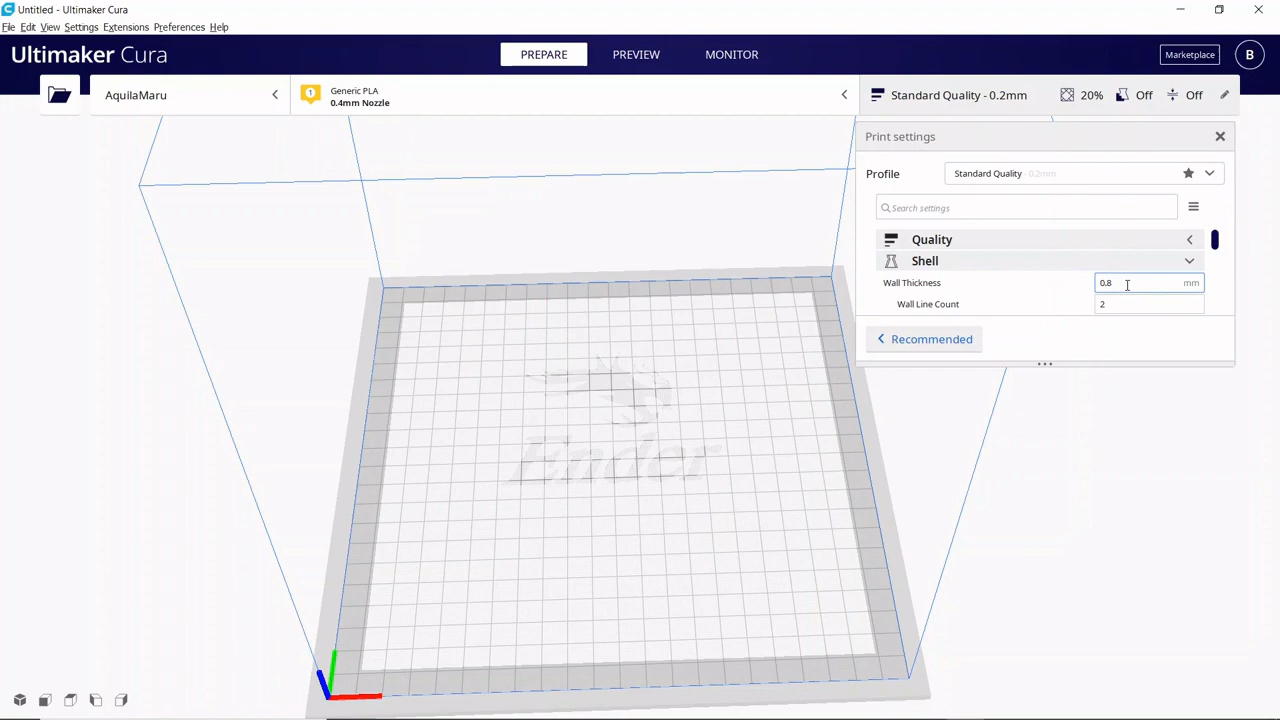 Untitled - Ultimaker Cura
File Edit View Settings Extensions Preferences Help
Ultimaker Cura
PREPARE
PREVIEW
MONITOR
Marketplace
B
AquilaMaru
1
Generic PLA
0.4mm Nozzle
Standard Quality - 0.2mm
20%
Off
Off
Print settings
Profile
Standard Quality - 0.2mm
Search settings
Quality
Shell
Wall Thickness
0.8 mm
Wall Line Count
2
Recommended
Ender